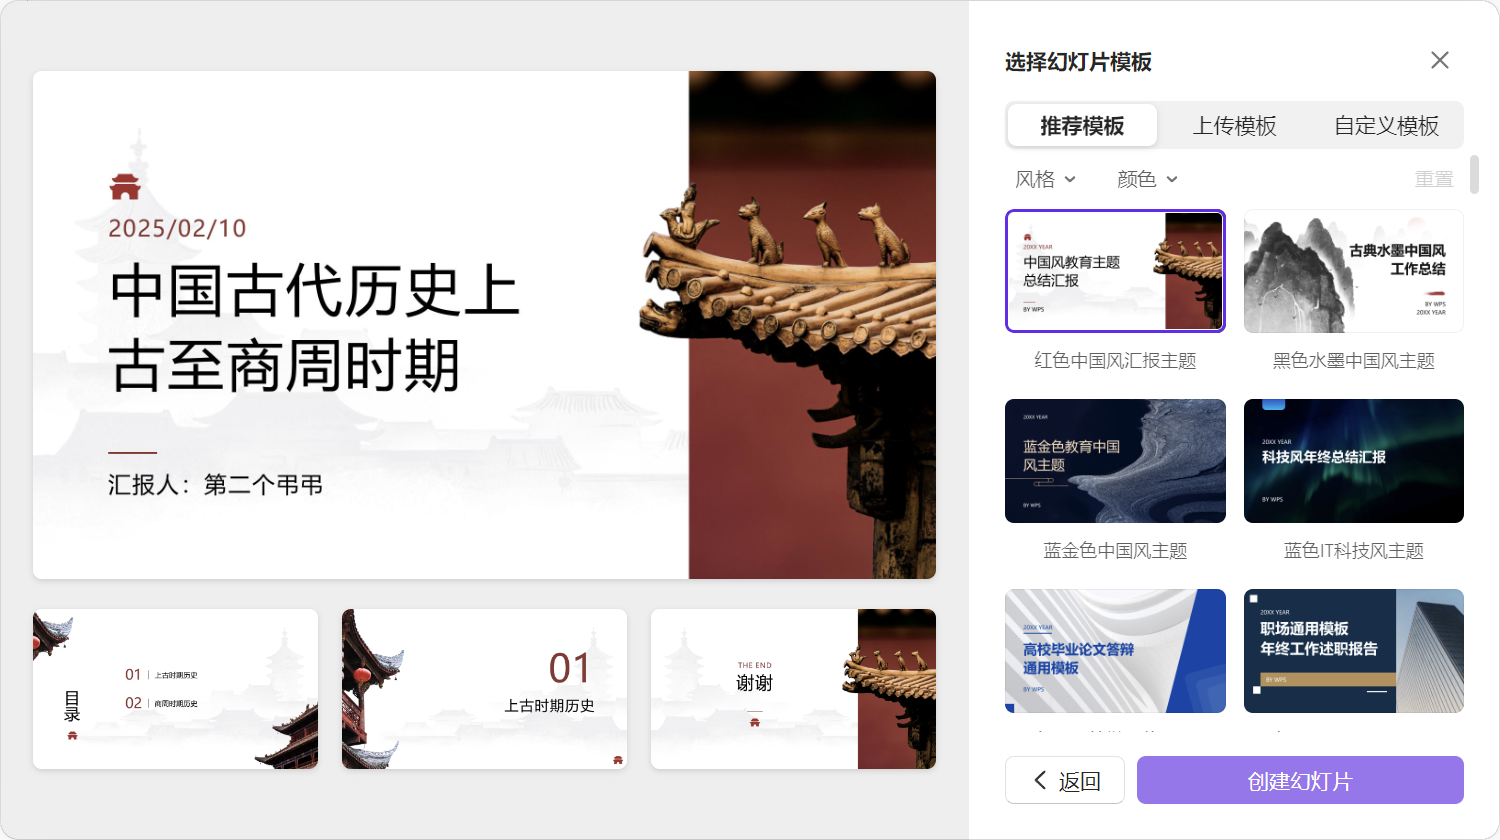 2025/02/10
中国古代历史上
古至商周时期
汇报人：第二个弔弔
目录
01 上古时期历史
02 商周时期历史
01
上古时期历史
THE END
谢谢
选择幻灯片模板
推荐模板
上传模板
自定义模板
风格
颜色
重置
20XX YEAR
中国风教育主题
总结汇报
BY WPS
红色中国风汇报主题
古典水墨中国风
工作总结
BY WPS
20XX YEAR
黑色水墨中国风主题
20XX YEAR
蓝金色教育中国
风主题
BY WPS
蓝金色中国风主题
20XX YEAR
科技风年终总结汇报
BY WPS
蓝色IT科技风主题
20XX YEAR
高校毕业论文答辩
通用模板
BY WPS
20XX YEAR
职场通用模板
年终工作述职报告
BY WPS
返回
创建幻灯片